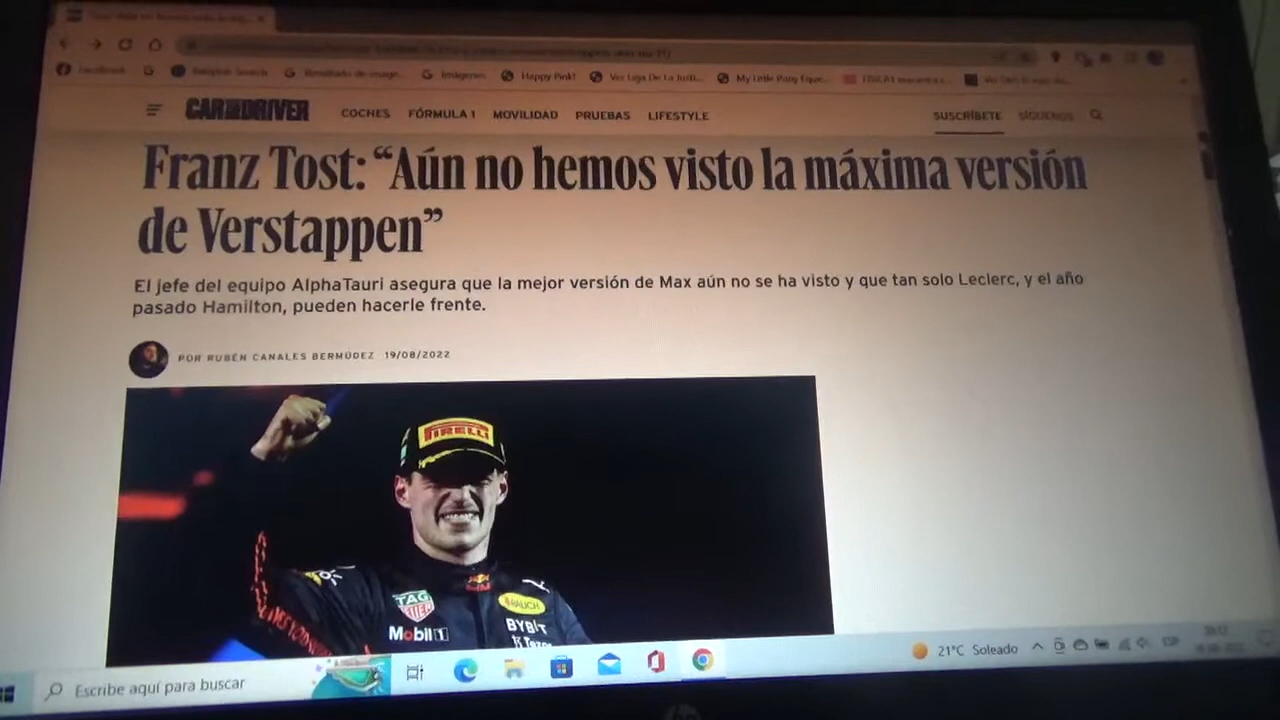 Facebook
G
G Resultado de image...
G Imágenes
Happy Pink!
Ver Liga De La Justi...
My Little Pony Eque...
CAR AND DRIVER
COCHES FÓRMULA 1 MOVILIDAD PRUEBAS LIFESTYLE
SUSCRÍBETE SÍGUENOS
Franz Tost: “Aún no hemos visto la máxima versión
de Verstappen”
El jefe del equipo AlphaTauri asegura que la mejor versión de Max aún no se ha visto y que tan solo Leclerc, y el año
pasado Hamilton, pueden hacerle frente.
POR RUBÉN CANALES BERMÚDEZ 19/08/2022
PIRELLI
TAG
HEUER
RAUCH
BYBIT
Mobil 1
Escribe aquí para buscar
21°C Soleado
hp